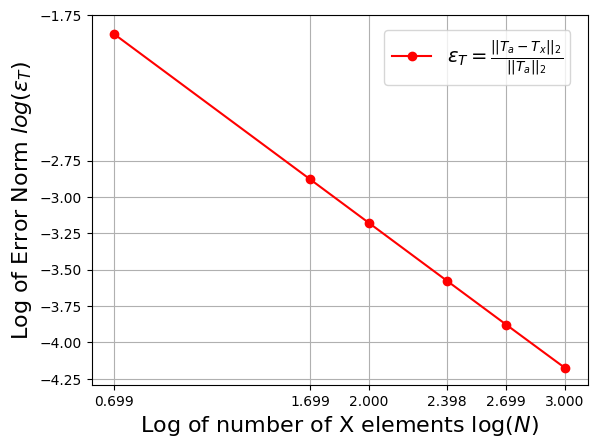 −1.75
−2.75
−3.00
−3.25
−3.50
−3.75
−4.00
−4.25
Log of Error Norm log(ε_T)
ε_T = \frac{||T_a − T_x||_2}{||T_a||_2}
0.699 1.699 2.000 2.398 2.699 3.000
Log of number of X elements log(N)